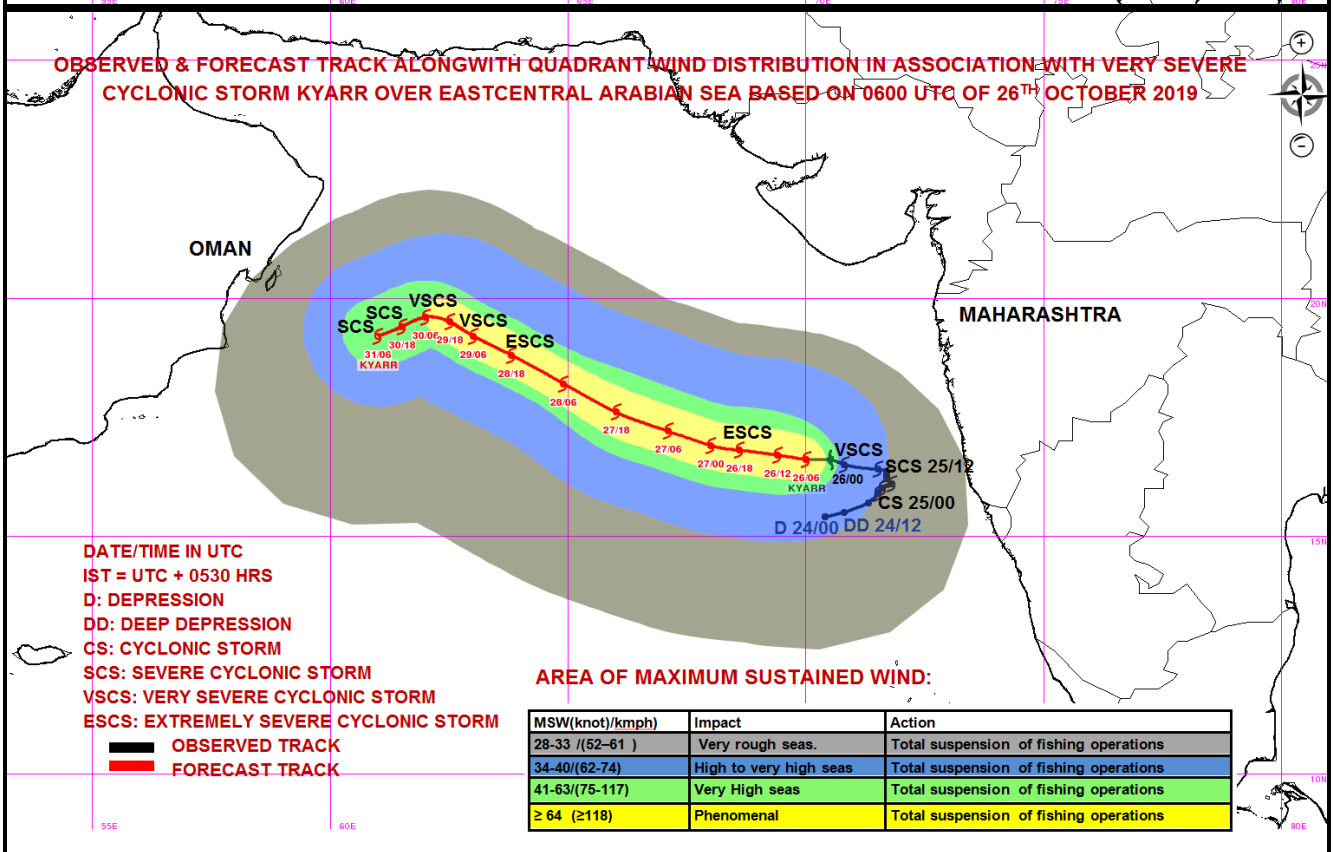 55E 60E 65E 70E 75E 80E
OBSERVED & FORECAST TRACK ALONGWITH QUADRANT WIND DISTRIBUTION IN ASSOCIATION WITH VERY SEVERE
CYCLONIC STORM KYARR OVER EASTCENTRAL ARABIAN SEA BASED ON 0600 UTC OF 26TH OCTOBER 2019
25N
+
-
OMAN
20N
MAHARASHTRA
VSCS
SCS
SCS
VSCS
ESCS
30/06
29/18
30/18
31/06
KYARR
29/06
28/18
28/06
27/18
27/06
ESCS
27/00
26/18
26/12
26/06
KYARR
VSCS
26/00
SCS 25/12
CS 25/00
D 24/00 DD 24/12
15N
DATE/TIME IN UTC
IST = UTC + 0530 HRS
D: DEPRESSION
DD: DEEP DEPRESSION
CS: CYCLONIC STORM
SCS: SEVERE CYCLONIC STORM
VSCS: VERY SEVERE CYCLONIC STORM
ESCS: EXTREMELY SEVERE CYCLONIC STORM
OBSERVED TRACK
FORECAST TRACK
AREA OF MAXIMUM SUSTAINED WIND:
MSW(knot)/kmph) Impact Action
28-33 /(52–61 ) Very rough seas. Total suspension of fishing operations
34-40/(62-74) High to very high seas Total suspension of fishing operations
41-63/(75-117) Very High seas Total suspension of fishing operations
≥ 64 (≥118) Phenomenal Total suspension of fishing operations
10N
55E 60E 80E